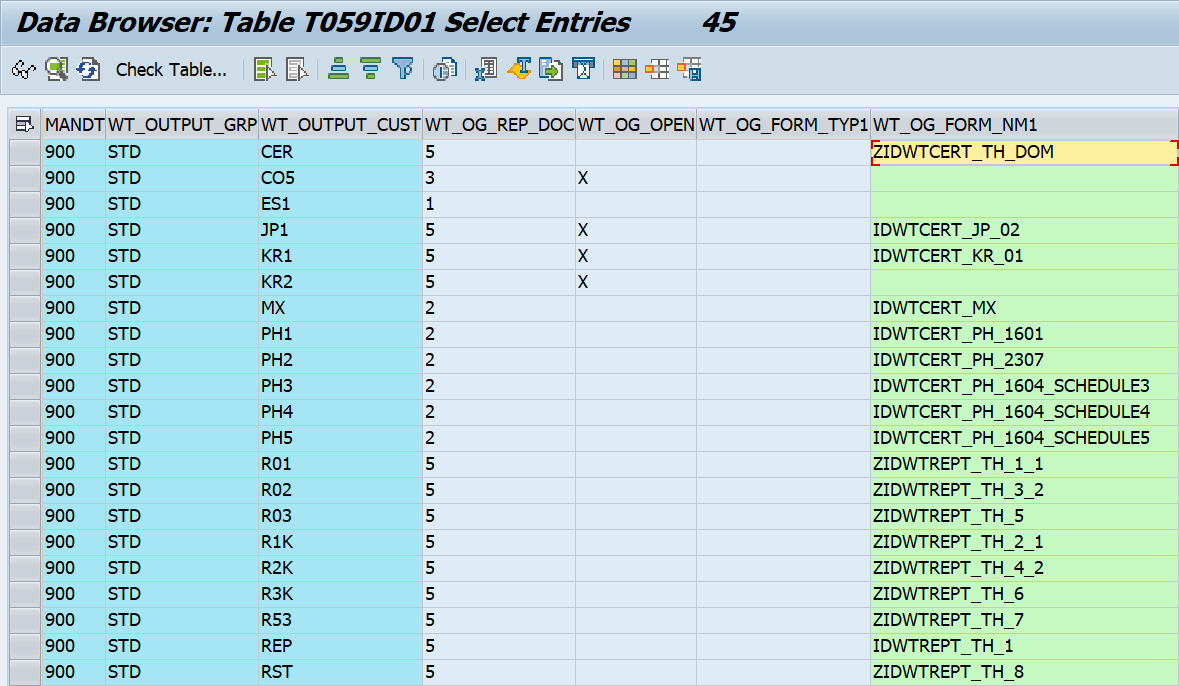 Data Browser: Table T059ID01 Select Entries 45
Check Table...
MANDT WT_OUTPUT_GRP WT_OUTPUT_CUST WT_OG_REP_DOC WT_OG_OPEN WT_OG_FORM_TYP1 WT_OG_FORM_NM1
900 STD CER 5 ZIDWTCERT_TH_DOM
900 STD CO5 3 X
900 STD ES1 1
900 STD JP1 5 X IDWTCERT_JP_02
900 STD KR1 5 X IDWTCERT_KR_01
900 STD KR2 5 X
900 STD MX 2 IDWTCERT_MX
900 STD PH1 2 IDWTCERT_PH_1601
900 STD PH2 2 IDWTCERT_PH_2307
900 STD PH3 2 IDWTCERT_PH_1604_SCHEDULE3
900 STD PH4 2 IDWTCERT_PH_1604_SCHEDULE4
900 STD PH5 2 IDWTCERT_PH_1604_SCHEDULE5
900 STD R01 5 ZIDWTREPT_TH_1_1
900 STD R02 5 ZIDWTREPT_TH_3_2
900 STD R03 5 ZIDWTREPT_TH_5
900 STD R1K 5 ZIDWTREPT_TH_2_1
900 STD R2K 5 ZIDWTREPT_TH_4_2
900 STD R3K 5 ZIDWTREPT_TH_6
900 STD R53 5 ZIDWTREPT_TH_7
900 STD REP 5 IDWTREPT_TH_1
900 STD RST 5 ZIDWTREPT_TH_8